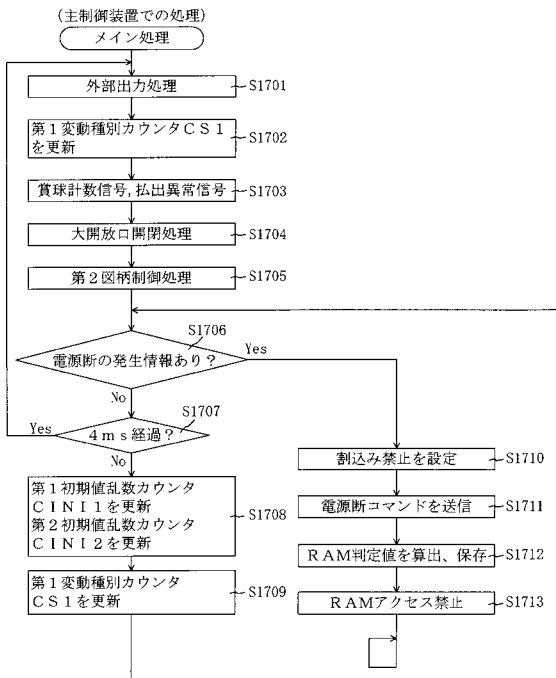 (主制御装置での処理)
メイン処理
外部出力処理
S1701
第1変動種別カウンタCS1
を更新
S1702
賞球計数信号,払出異常信号
S1703
大開放口開閉処理
S1704
第2図柄制御処理
S1705
S1706
電源断の発生情報あり?
Yes
No
S1707
4ms経過?
Yes
No
第1初期値乱数カウンタ
CINI1を更新
第2初期値乱数カウンタ
CINI2を更新
S1708
第1変動種別カウンタ
CS1を更新
S1709
割込み禁止を設定
S1710
電源断コマンドを送信
S1711
RAM判定値を算出、保存
S1712
RAMアクセス禁止
S1713